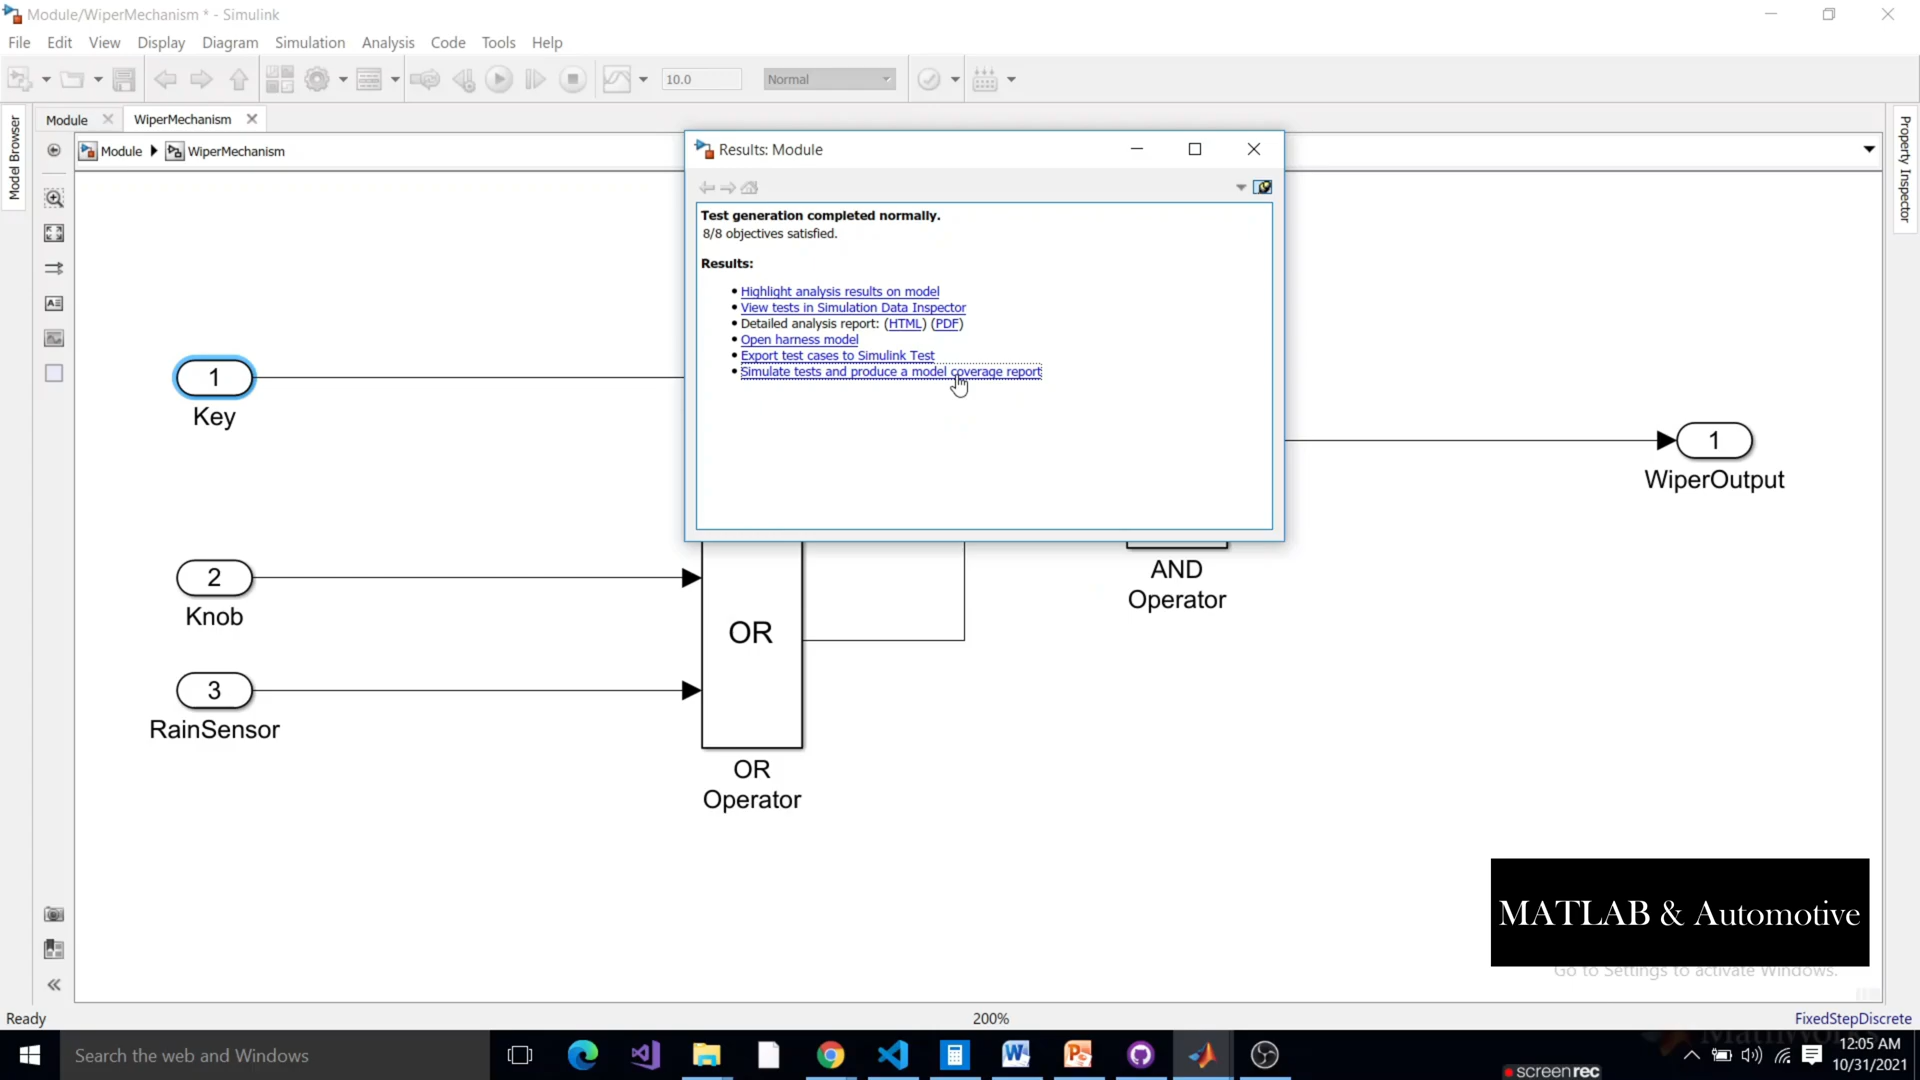 Module/WiperMechanism * - Simulink
File Edit View Display Diagram Simulation Analysis Code Tools Help
10.0
Normal
Model Browser
Module
WiperMechanism
Property Inspector
Module WiperMechanism
Results: Module
Test generation completed normally.
8/8 objectives satisfied.
Results:
Highlight analysis results on model
View tests in Simulation Data Inspector
Detailed analysis report: (HTML) (PDF)
Open harness model
Export test cases to Simulink Test
Simulate tests and produce a model coverage report
1
Key
1
WiperOutput
2
Knob
AND
Operator
OR
3
RainSensor
OR
Operator
MATLAB & Automotive
Go to Settings to activate Windows.
Ready
200%
FixedStepDiscrete
Search the web and Windows
12:05 AM
10/31/2021
screenrec